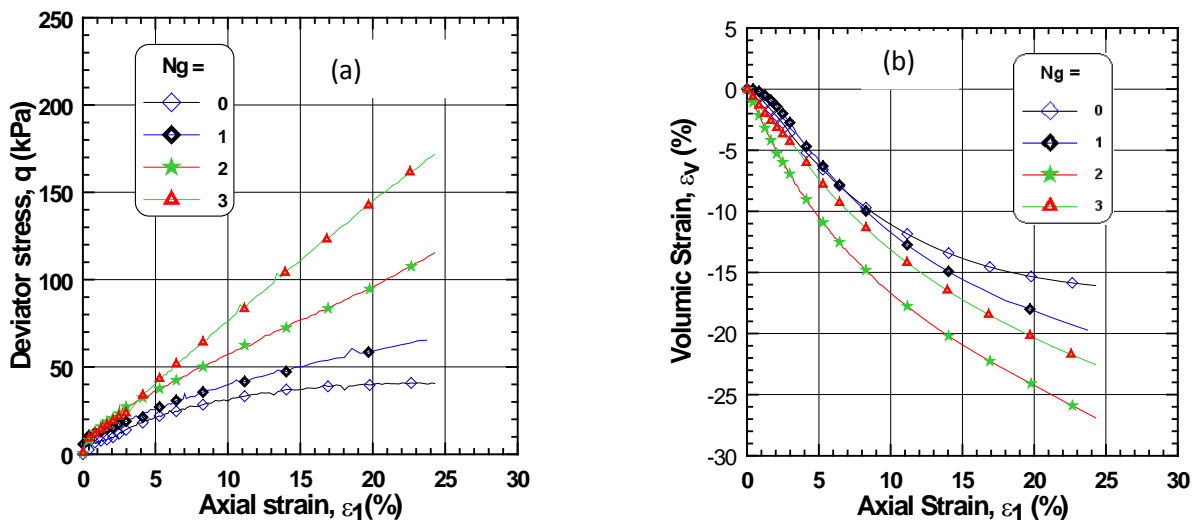 250
200
150
100
50
0
Deviator stress, q (kPa)
Ng =
0
1
2
3
(a)
0 5 10 15 20 25 30
Axial strain, ε1(%)
5
0
-5
-10
-15
-20
-25
-30
Volumic Strain, εv (%)
(b)
Ng =
0
1
2
3
0 5 10 15 20 25 30
Axial Strain, ε1 (%)